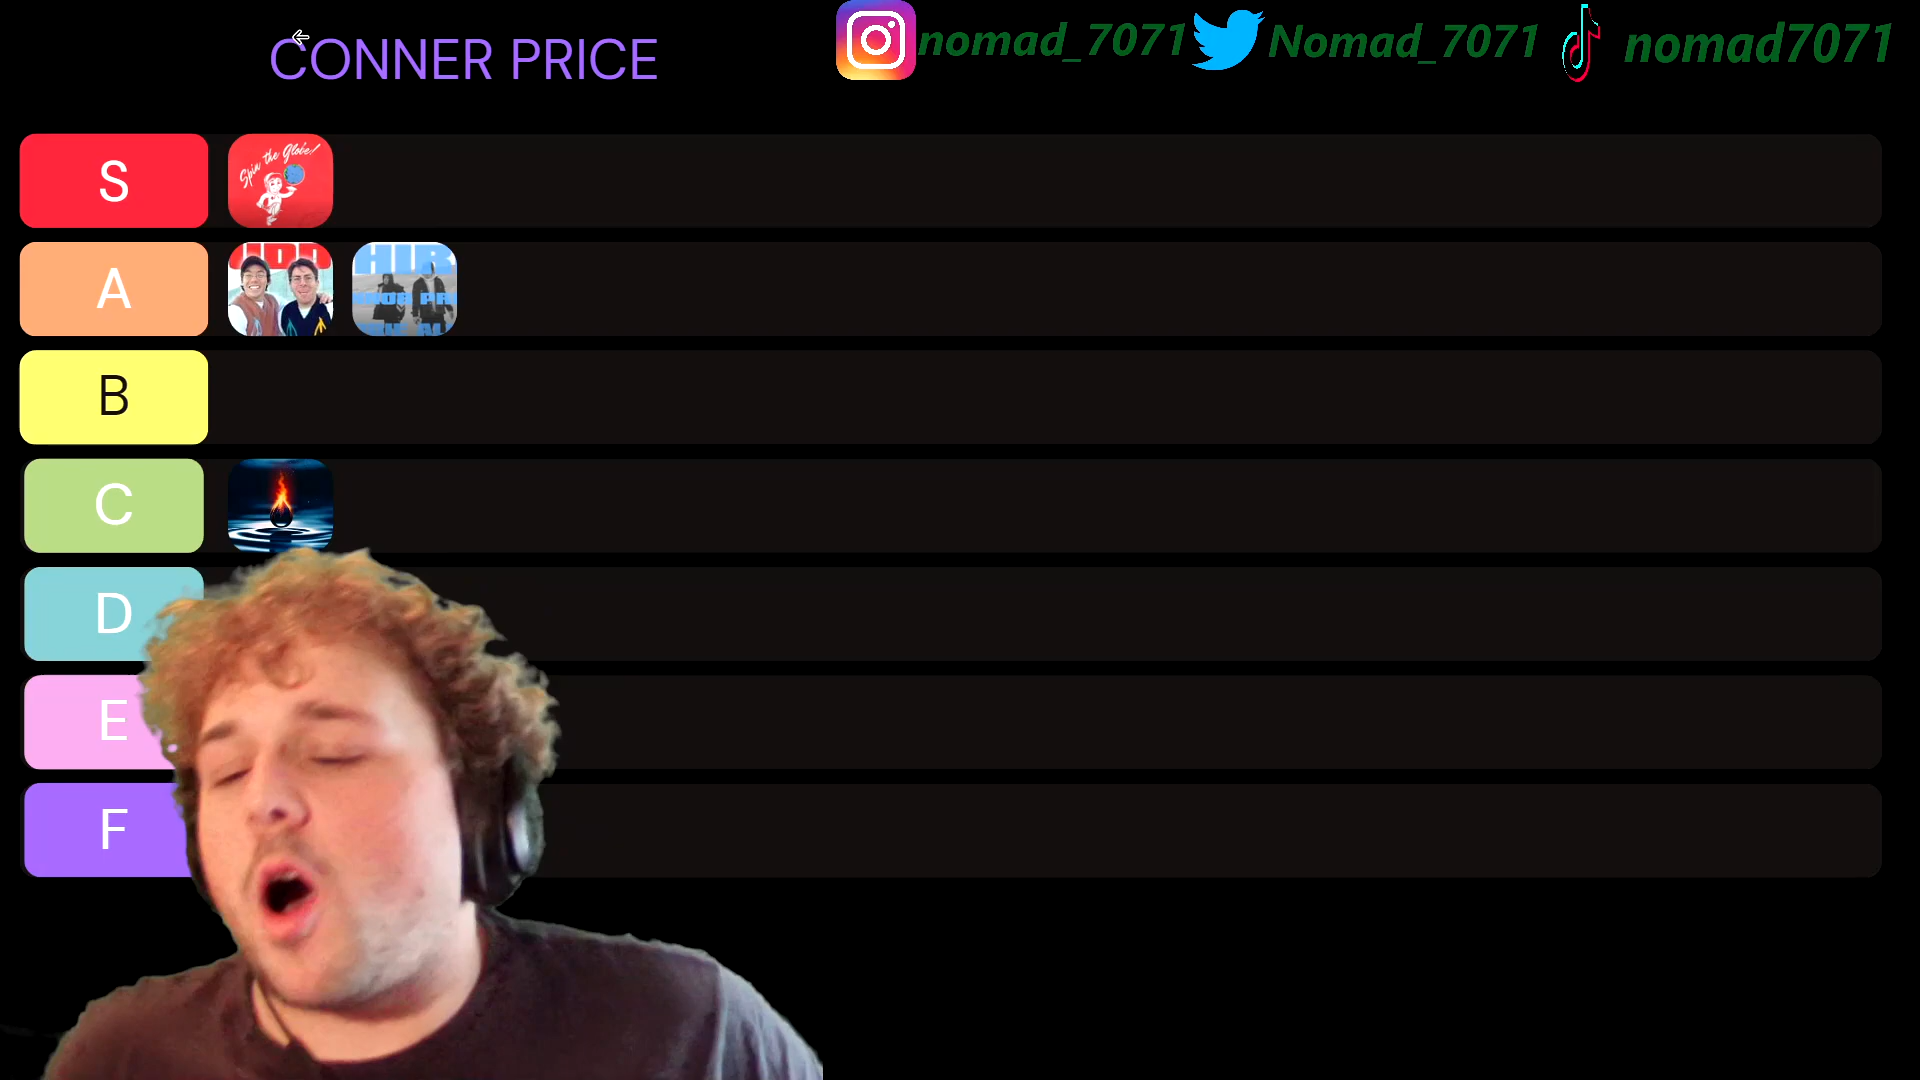 CONNER PRICE
nomad_7071 Nomad_7071 nomad7071
S
Spin the Globe!
A
B
C
D
E
F